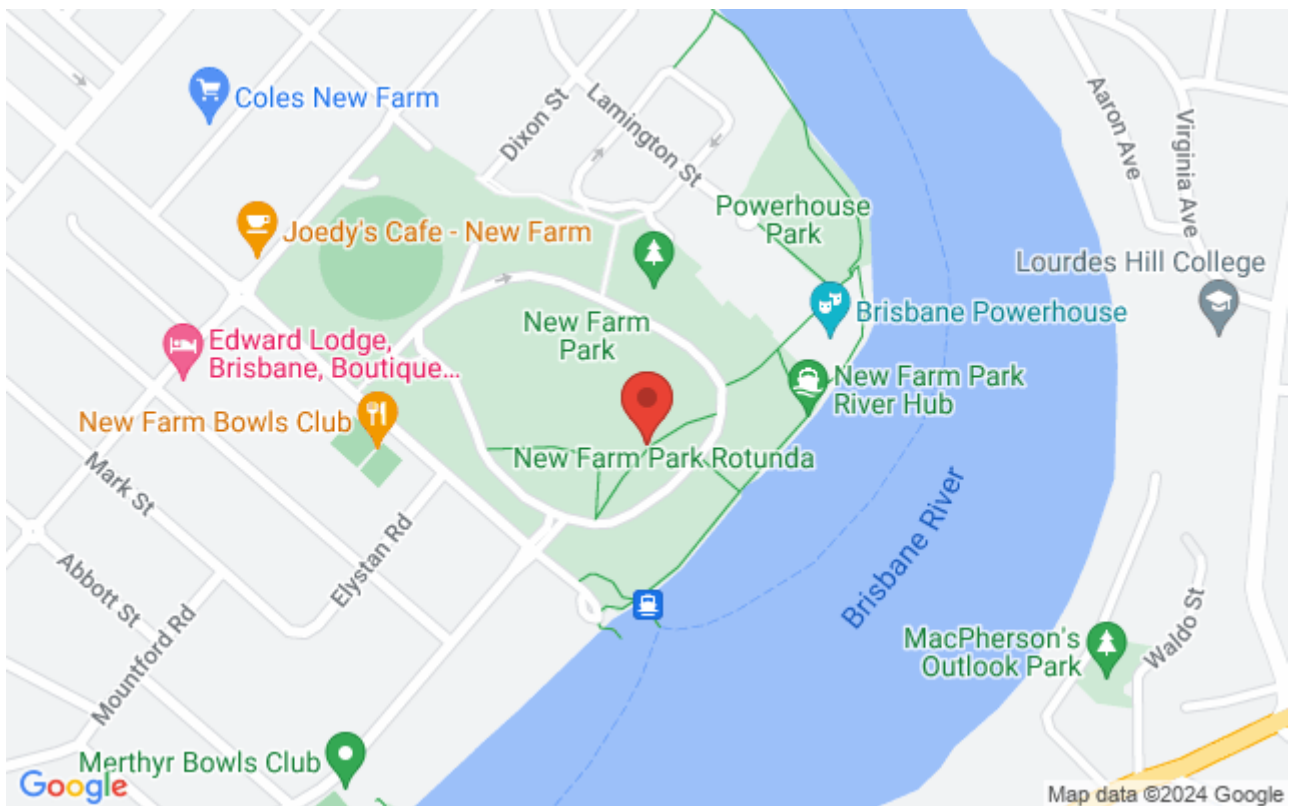 Coles New Farm
Dixon St
Lamington St
Aaron Ave
Virginia Ave
Joedy's Cafe - New Farm
Powerhouse
Park
Lourdes Hill College
Brisbane Powerhouse
New Farm
Park
Edward Lodge,
Brisbane, Boutique...
New Farm Park
River Hub
New Farm Bowls Club
New Farm Park Rotunda
Mark St
Elystan Rd
Abbott St
Mountford Rd
Brisbane River
Waldo St
MacPherson's
Outlook Park
Merthyr Bowls Club
Google
Map data ©2024 Google